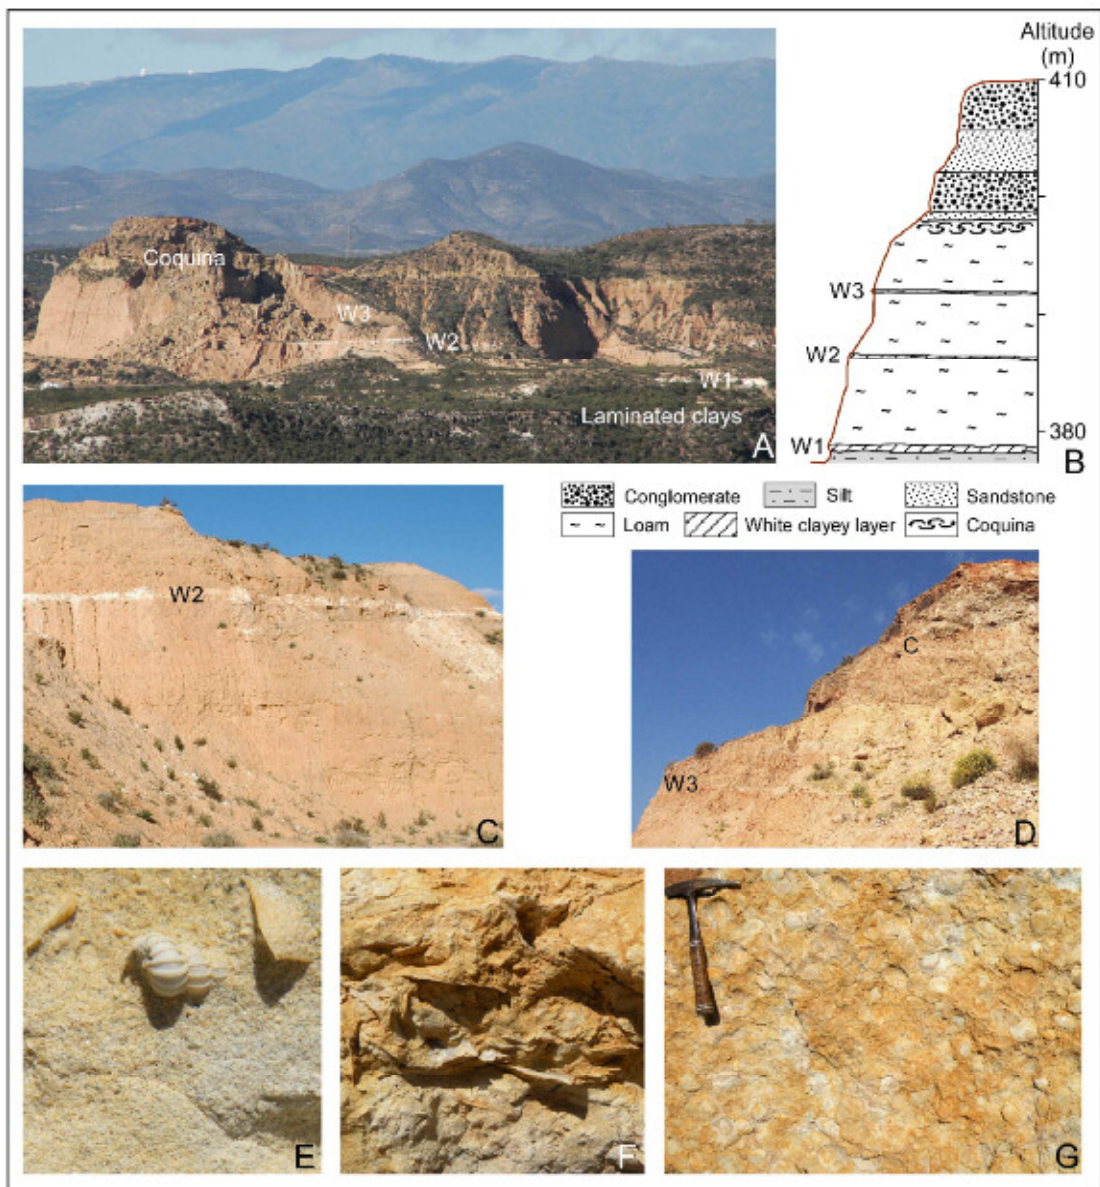 Altitude
(m)
410
Coquina
W3
W3
W2
W2
W1
Laminated clays
W1
380
A
B
Conglomerate
Silt
Sandstone
Loam
White clayey layer
Coquina
W2
C
W3
C
D
E
F
G